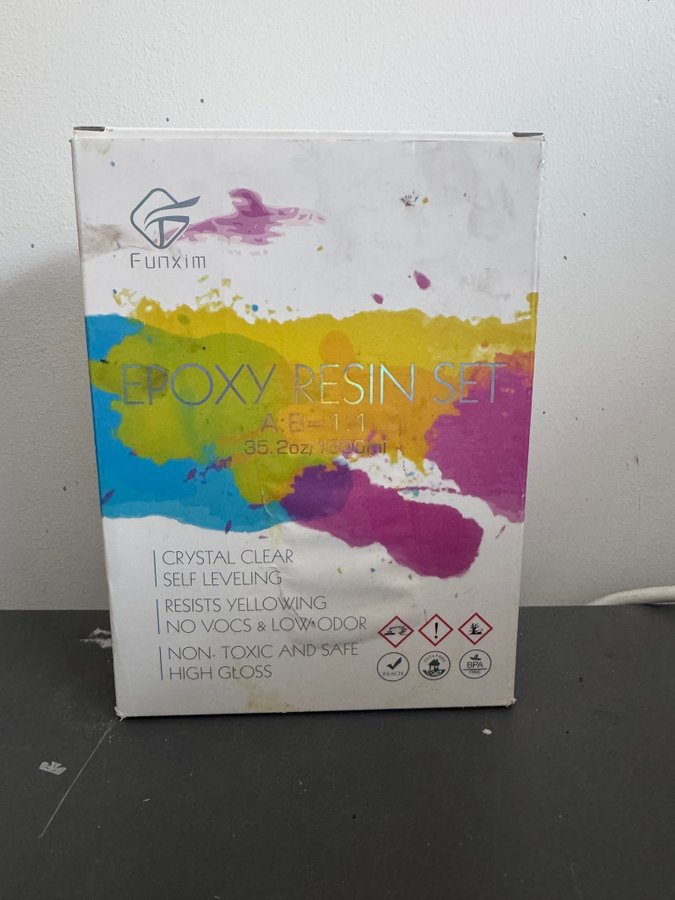 Funxim
EPOXY RESIN SET
A:B=1:1
35.2oz/1000ml
CRYSTAL CLEAR
SELF LEVELING
RESISTS YELLOWING
NO VOCS & LOW ODOR
NON- TOXIC AND SAFE
HIGH GLOSS
REACH
BPA
FREE